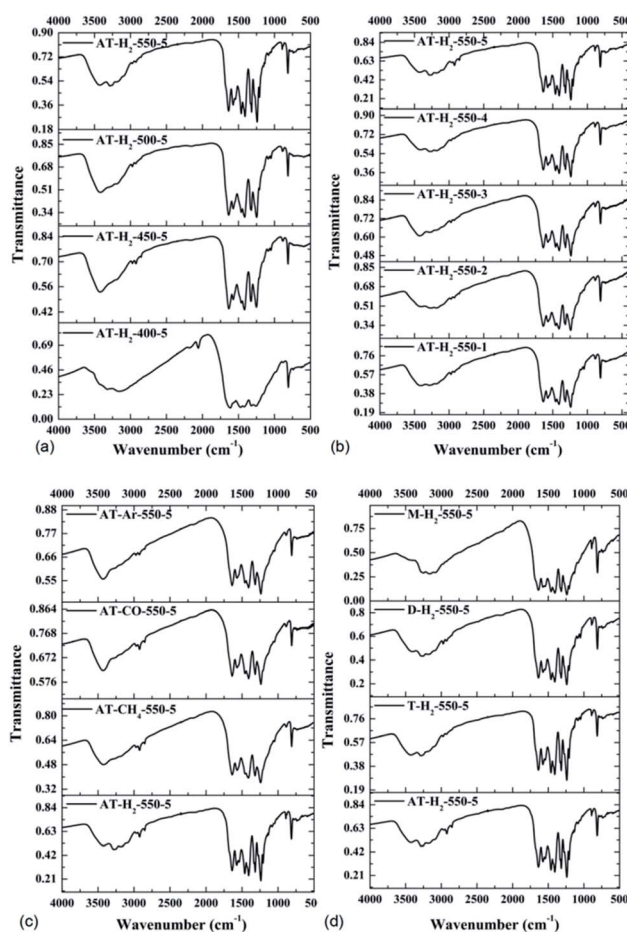 4000 3500 3000 2500 2000 1500 1000 500
0.90
0.72
0.54
0.36
0.18
AT-H₂-550-5
0.85
0.68
0.51
0.34
AT-H₂-500-5
0.84
0.70
0.56
0.42
AT-H₂-450-5
0.69
0.46
0.23
0.00
AT-H₂-400-5
Transmittance
4000 3500 3000 2500 2000 1500 1000 500
(a)
Wavenumber (cm⁻¹)
4000 3500 3000 2500 2000 1500 1000 500
0.84
0.63
0.42
0.21
AT-H₂-550-5
0.90
0.72
0.54
0.36
AT-H₂-550-4
0.84
0.72
0.60
0.48
AT-H₂-550-3
0.85
0.68
0.51
0.34
AT-H₂-550-2
0.76
0.57
0.38
0.19
AT-H₂-550-1
Transmittance
4000 3500 3000 2500 2000 1500 1000 500
(b)
Wavenumber (cm⁻¹)
4000 3500 3000 2500 2000 1500 1000 50
0.88
0.77
0.66
0.55
AT-Ar-550-5
0.864
0.768
0.672
0.576
AT-CO-550-5
0.80
0.64
0.48
0.32
AT-CH₄-550-5
0.84
0.63
0.42
0.21
AT-H₂-550-5
Transmittance
4000 3500 3000 2500 2000 1500 1000 50
(c)
Wavenumber (cm⁻¹)
4000 3500 3000 2500 2000 1500 1000 500
0.75
0.50
0.25
0.00
M-H₂-550-5
0.8
0.6
0.4
0.2
D-H₂-550-5
0.76
0.57
0.38
0.19
T-H₂-550-5
0.84
0.63
0.42
0.21
AT-H₂-550-5
Transmittance
4000 3500 3000 2500 2000 1500 1000 500
(d)
Wavenumber (cm⁻¹)